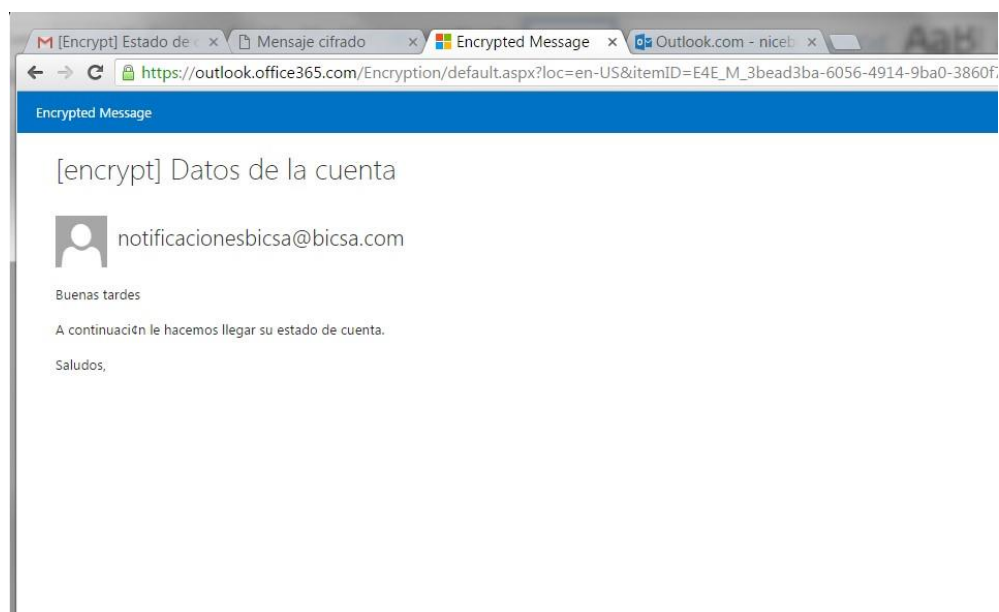 [Encrypt] Estado de
Mensaje cifrado
Encrypted Message
Outlook.com - niceb
AaB
https://outlook.office365.com/Encryption/default.aspx?loc=en-US&itemID=E4E_M_3bead3ba-6056-4914-9ba0-3860f7
Encrypted Message
[encrypt] Datos de la cuenta
notificacionesbicsa@bicsa.com
Buenas tardes
A continuaci¢n le hacemos llegar su estado de cuenta.
Saludos,